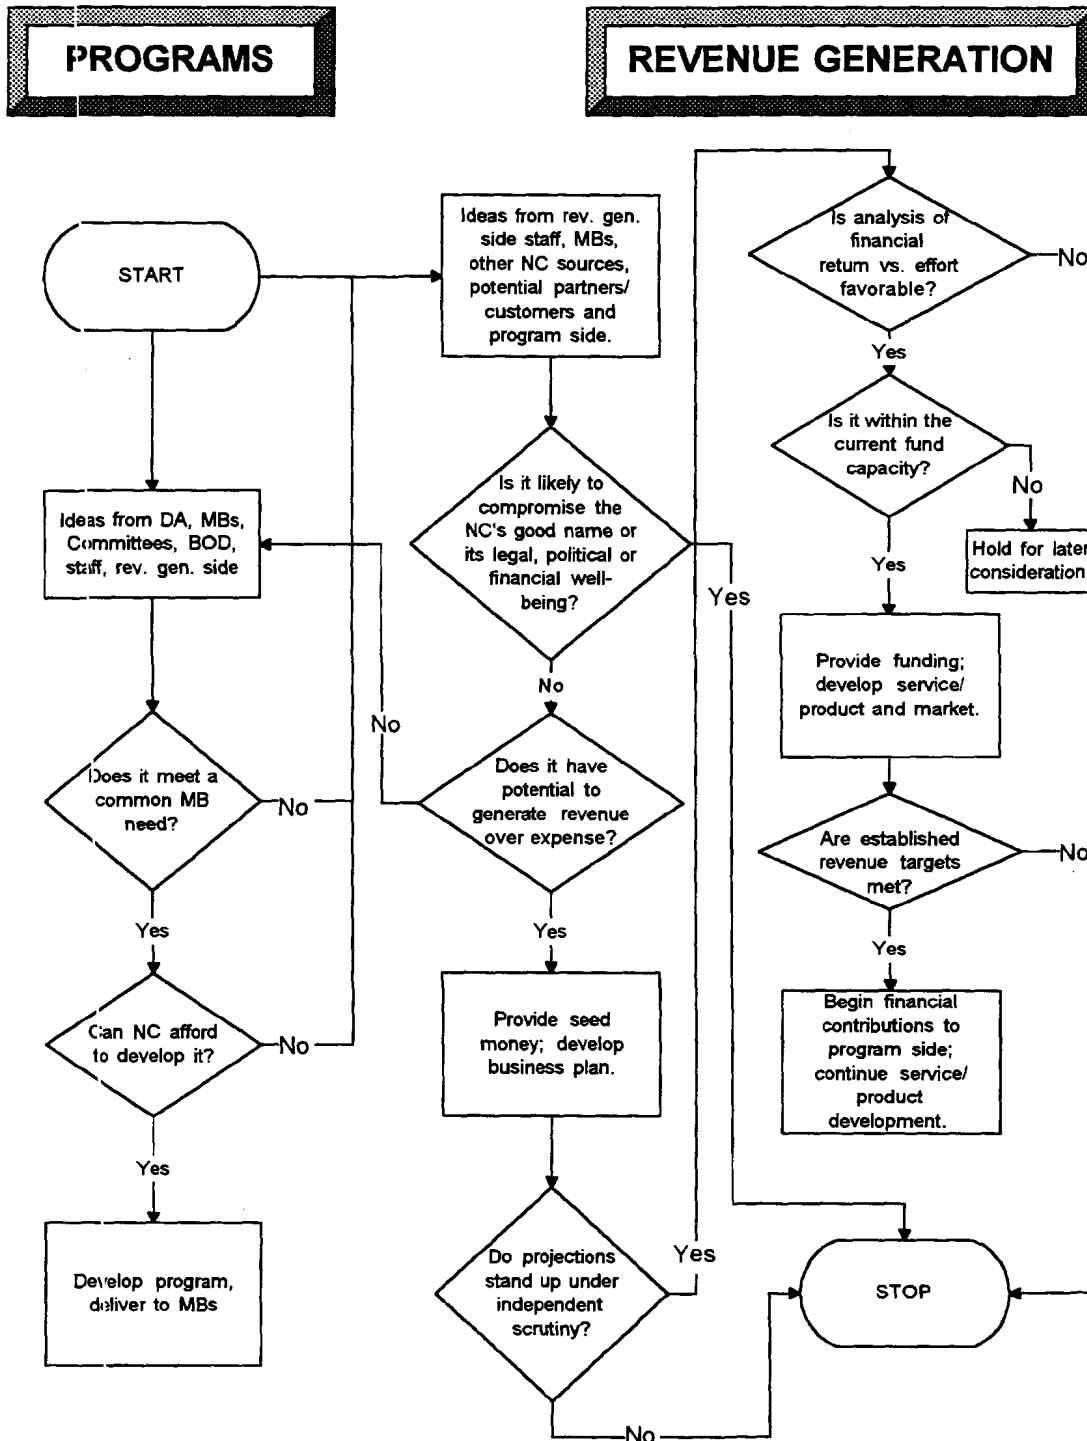 PROGRAMS
REVENUE GENERATION
START
Ideas from DA, MBs,
Committees, BOD,
staff, rev. gen. side
Does it meet a
common MB
need?
No
Yes
Can NC afford
to develop it?
No
Yes
Develop program,
deliver to MBs
Ideas from rev. gen.
side staff, MBs,
other NC sources,
potential partners/
customers and
program side.
Is it likely to
compromise the
NC's good name or
its legal, political or
financial well-
being?
Yes
No
Does it have
potential to
generate revenue
over expense?
No
Yes
Provide seed
money; develop
business plan.
Do projections
stand up under
independent
scrutiny?
Yes
No
Is analysis of
financial
return vs. effort
favorable?
No
Yes
Is it within the
current fund
capacity?
No
Hold for later
consideration
Yes
Provide funding;
develop service/
product and market.
Are established
revenue targets
met?
No
Yes
Begin financial
contributions to
program side;
continue service/
product
development.
STOP